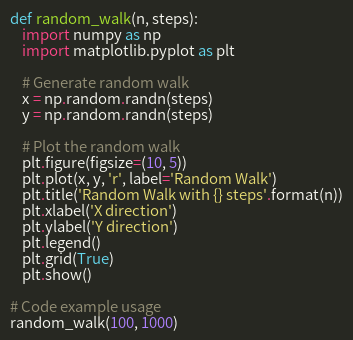 def random_walk(n, steps):
    import numpy as np
    import matplotlib.pyplot as plt

    # Generate random walk
    x = np.random.randn(steps)
    y = np.random.randn(steps)

    # Plot the random walk
    plt.figure(figsize=(10, 5))
    plt.plot(x, y, 'r', label='Random Walk')
    plt.title('Random Walk with {} steps'.format(n))
    plt.xlabel('X direction')
    plt.ylabel('Y direction')
    plt.legend()
    plt.grid(True)
    plt.show()

# Code example usage
random_walk(100, 1000)